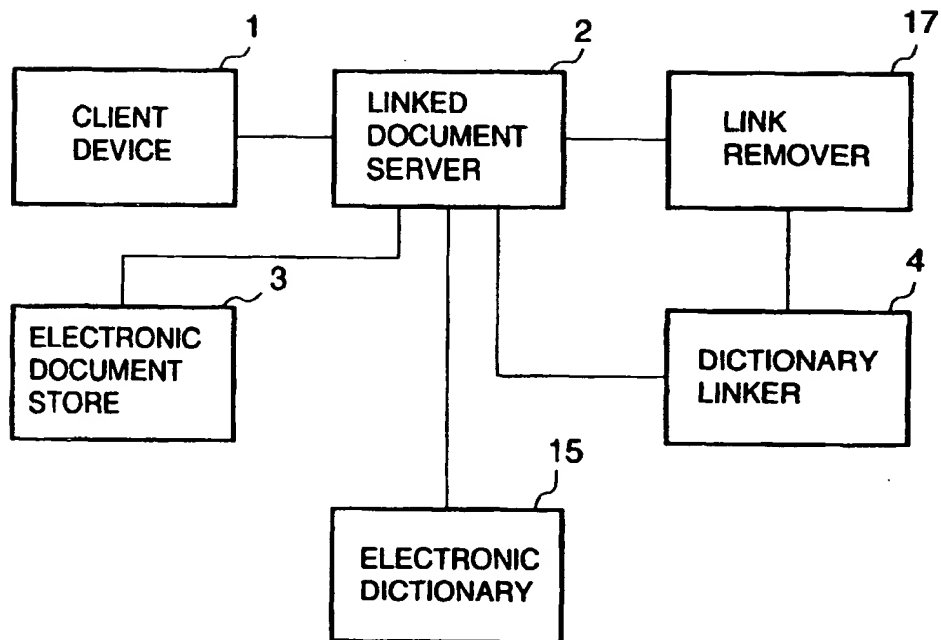 1
2
17
CLIENT
DEVICE
LINKED
DOCUMENT
SERVER
LINK
REMOVER
3
4
ELECTRONIC
DOCUMENT
STORE
DICTIONARY
LINKER
15
ELECTRONIC
DICTIONARY